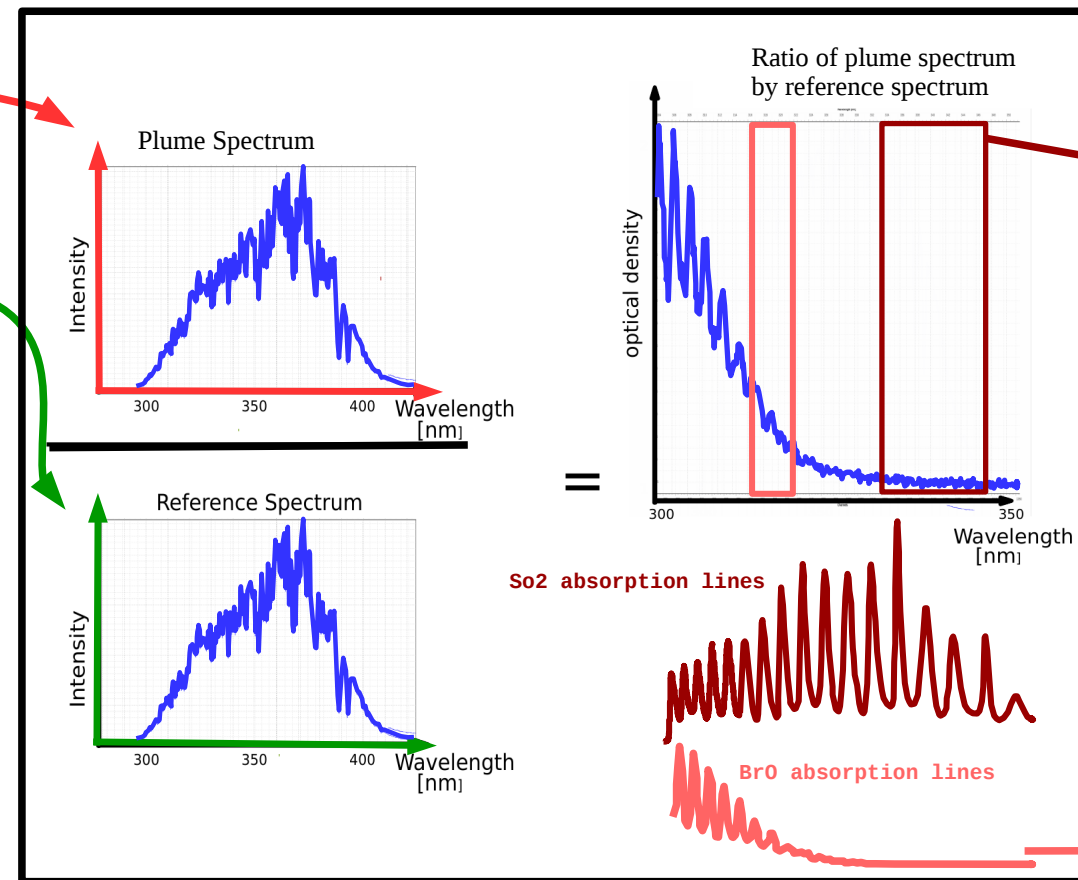 Plume Spectrum
Intensity
300 350 400
Wavelength
[nm]
Reference Spectrum
Intensity
300 350 400
Wavelength
[nm]
=
Ratio of plume spectrum
by reference spectrum
optical density
300 350
Wavelength
[nm]
So2 absorption lines
BrO absorption lines